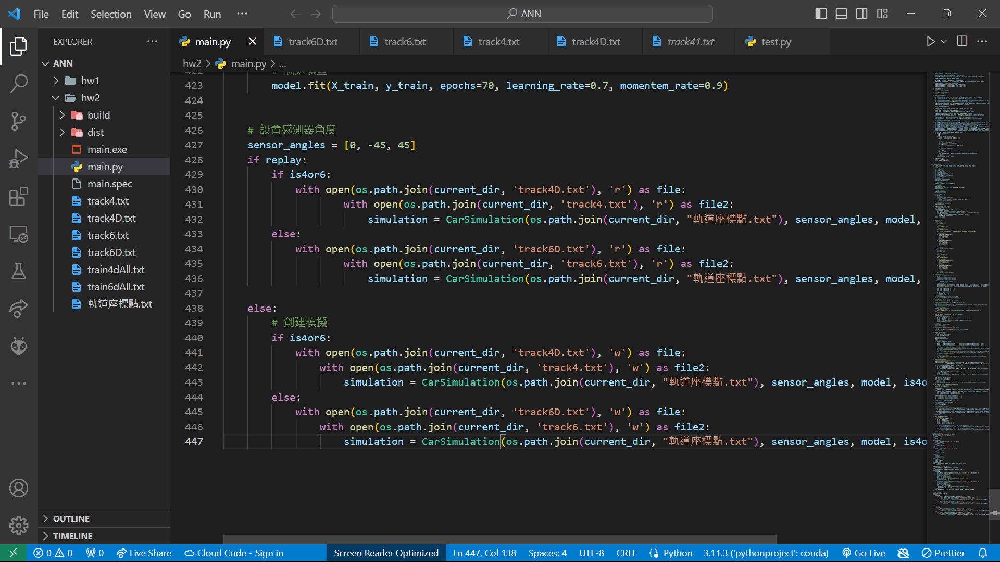 File Edit Selection View Go Run ANN
EXPLORER
main.py track6D.txt track6.txt track4.txt track4D.txt track41.txt test.py
hw2 > main.py > ...
ANN
hw1
hw2
build
dist
main.exe
main.py
main.spec
track4.txt
track4D.txt
track6.txt
track6D.txt
train4dAll.txt
train6dAll.txt
軌道座標點.txt
OUTLINE
TIMELINE
422 # 訓練模型
423 model.fit(X_train, y_train, epochs=70, learning_rate=0.7, momentem_rate=0.9)
424
425
426 # 設置感測器角度
427 sensor_angles = [0, -45, 45]
428 if replay:
429 if is4or6:
430 with open(os.path.join(current_dir, 'track4D.txt'), 'r') as file:
431 with open(os.path.join(current_dir, 'track4.txt'), 'r') as file2:
432 simulation = CarSimulation(os.path.join(current_dir, "軌道座標點.txt"), sensor_angles, model,
433 else:
434 with open(os.path.join(current_dir, 'track6D.txt'), 'r') as file:
435 with open(os.path.join(current_dir, 'track6.txt'), 'r') as file2:
436 simulation = CarSimulation(os.path.join(current_dir, "軌道座標點.txt"), sensor_angles, model,
437
438 else:
439 # 創建模擬
440 if is4or6:
441 with open(os.path.join(current_dir, 'track4D.txt'), 'w') as file:
442 with open(os.path.join(current_dir, 'track4.txt'), 'w') as file2:
443 simulation = CarSimulation(os.path.join(current_dir, "軌道座標點.txt"), sensor_angles, model, is4o
444 else:
445 with open(os.path.join(current_dir, 'track6D.txt'), 'w') as file:
446 with open(os.path.join(current_dir, 'track6.txt'), 'w') as file2:
447 simulation = CarSimulation(os.path.join(current_dir, "軌道座標點.txt"), sensor_angles, model, is4o
0 0 0 Live Share Cloud Code - Sign in Screen Reader Optimized Ln 447, Col 138 Spaces: 4 UTF-8 CRLF {} Python 3.11.3 ('pythonproject': conda) Go Live Prettier